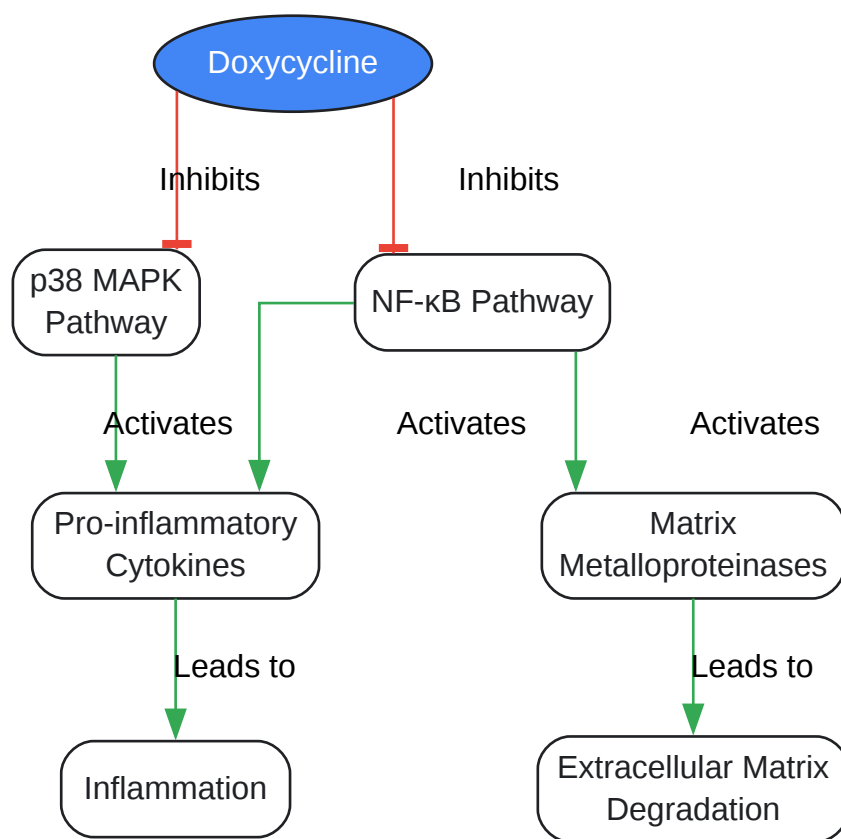 Doxycycline
Inhibits
Inhibits
p38 MAPK
Pathway
NF-κB Pathway
Activates
Activates
Activates
Pro-inflammatory
Cytokines
Matrix
Metalloproteinases
Leads to
Leads to
Inflammation
Extracellular Matrix
Degradation